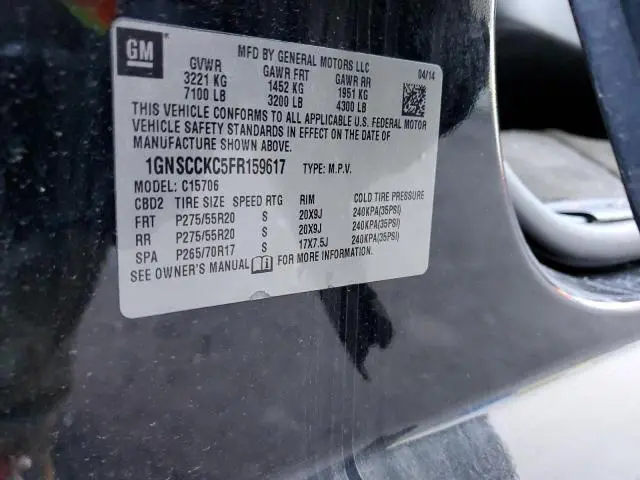 GM
MFD BY GENERAL MOTORS LLC
GVWR GAWR FRT GAWR RR 04/14
3221 KG 1452 KG 1951 KG
7100 LB 3200 LB 4300 LB
THIS VEHICLE CONFORMS TO ALL APPLICABLE U.S. FEDERAL MOTOR
VEHICLE SAFETY STANDARDS IN EFFECT ON THE DATE OF
MANUFACTURE SHOWN ABOVE.
1GNSCCKC5FR159617 TYPE: M.P.V.
MODEL: C15706
CBD2 TIRE SIZE SPEED RTG RIM COLD TIRE PRESSURE
FRT P275/55R20 S 20X9J 240KPA(35PSI)
RR P275/55R20 S 20X9J 240KPA(35PSI)
SPA P265/70R17 S 17X7.5J 240KPA(35PSI)
SEE OWNER'S MANUAL FOR MORE INFORMATION.